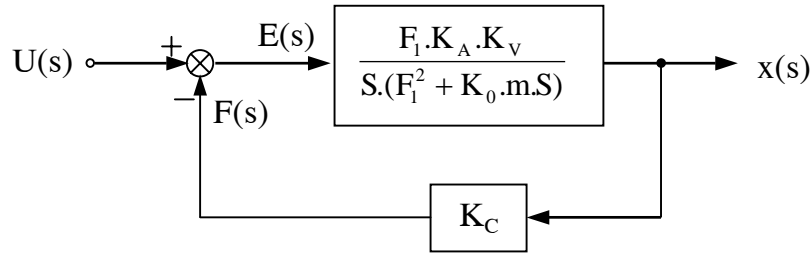 U(s)
+
−
E(s)
F₁.K_A.K_V
S.(F₁² + K₀.m.S)
x(s)
F(s)
K_C